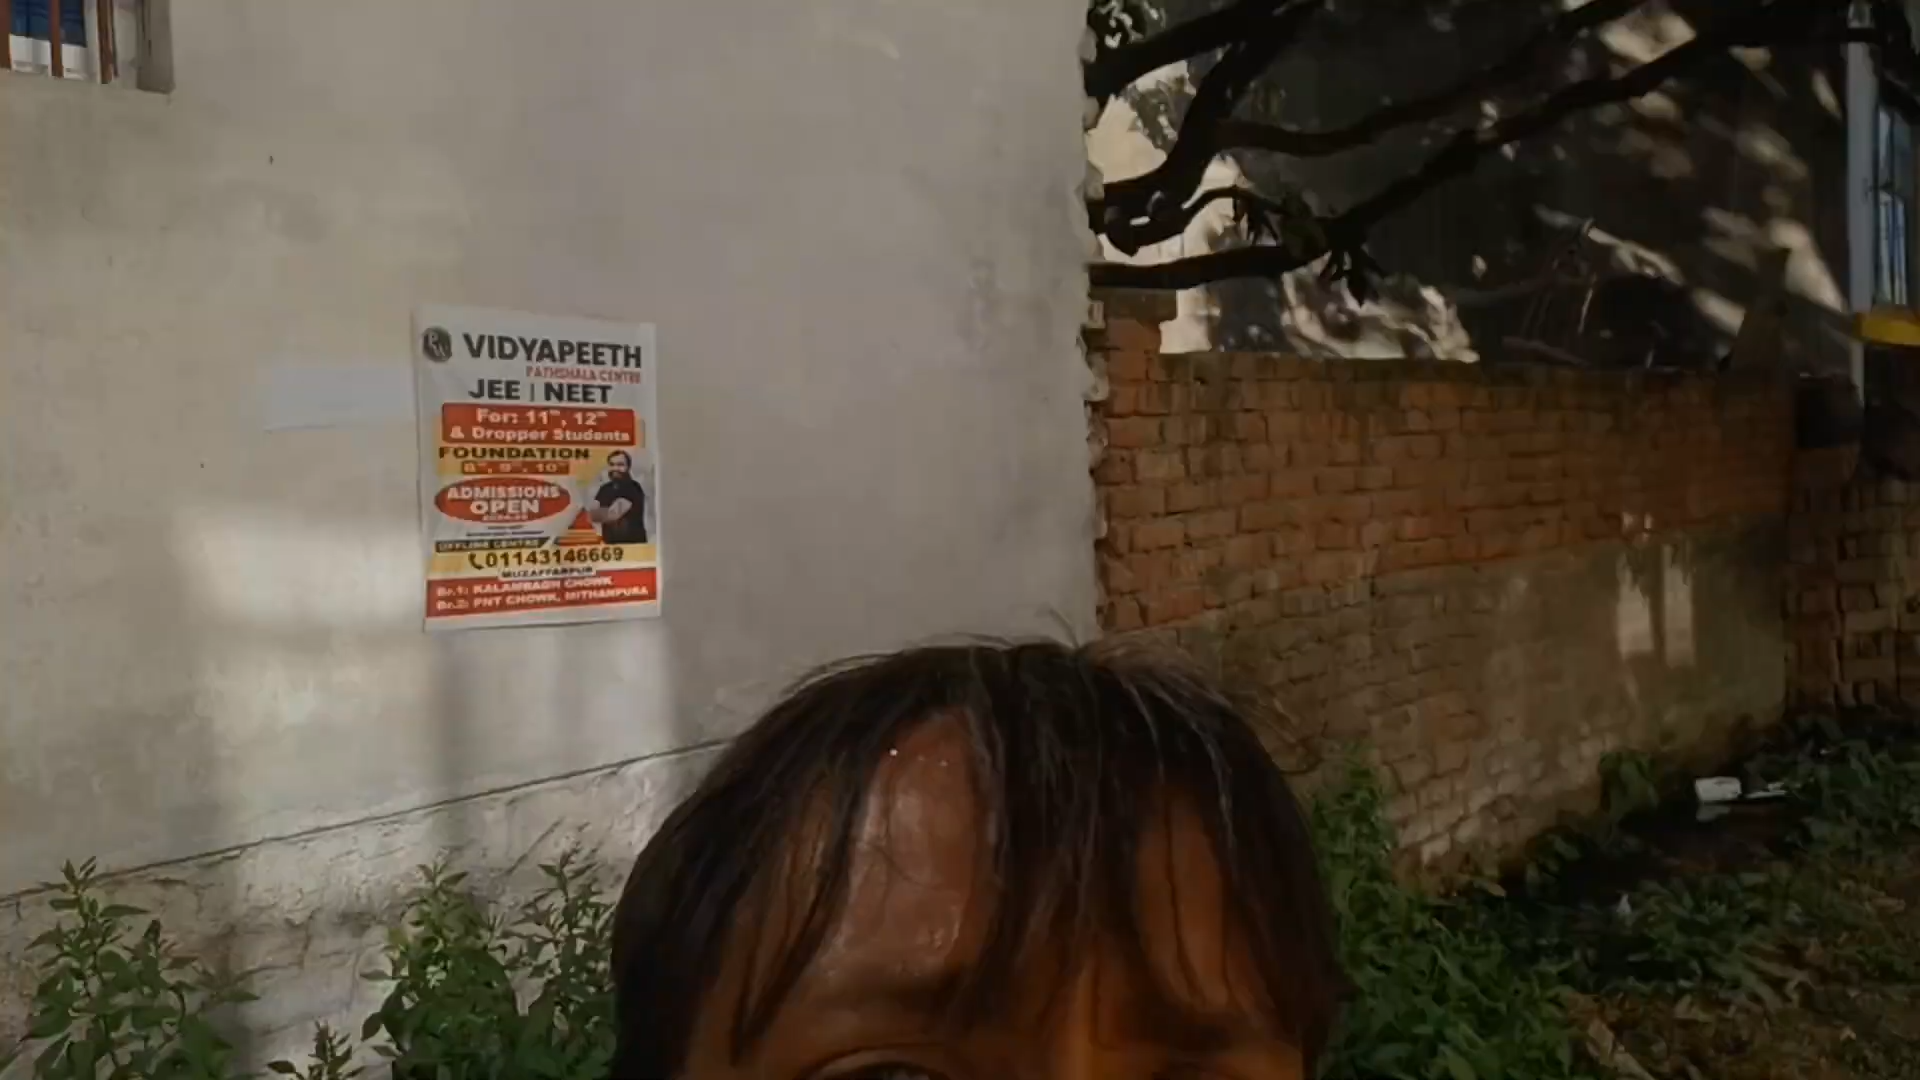 PW VIDYAPEETH
PATHSHALA CENTRE
JEE | NEET
For: 11th, 12th
& Dropper Students
FOUNDATION
8th, 9th, 10th
ADMISSIONS
OPEN
OFFLINE CENTRE
01143146669
MUZAFFARPUR
Br.1: KALAMBAGH CHOWK
Br.2: PNT CHOWK, MITHANPURA